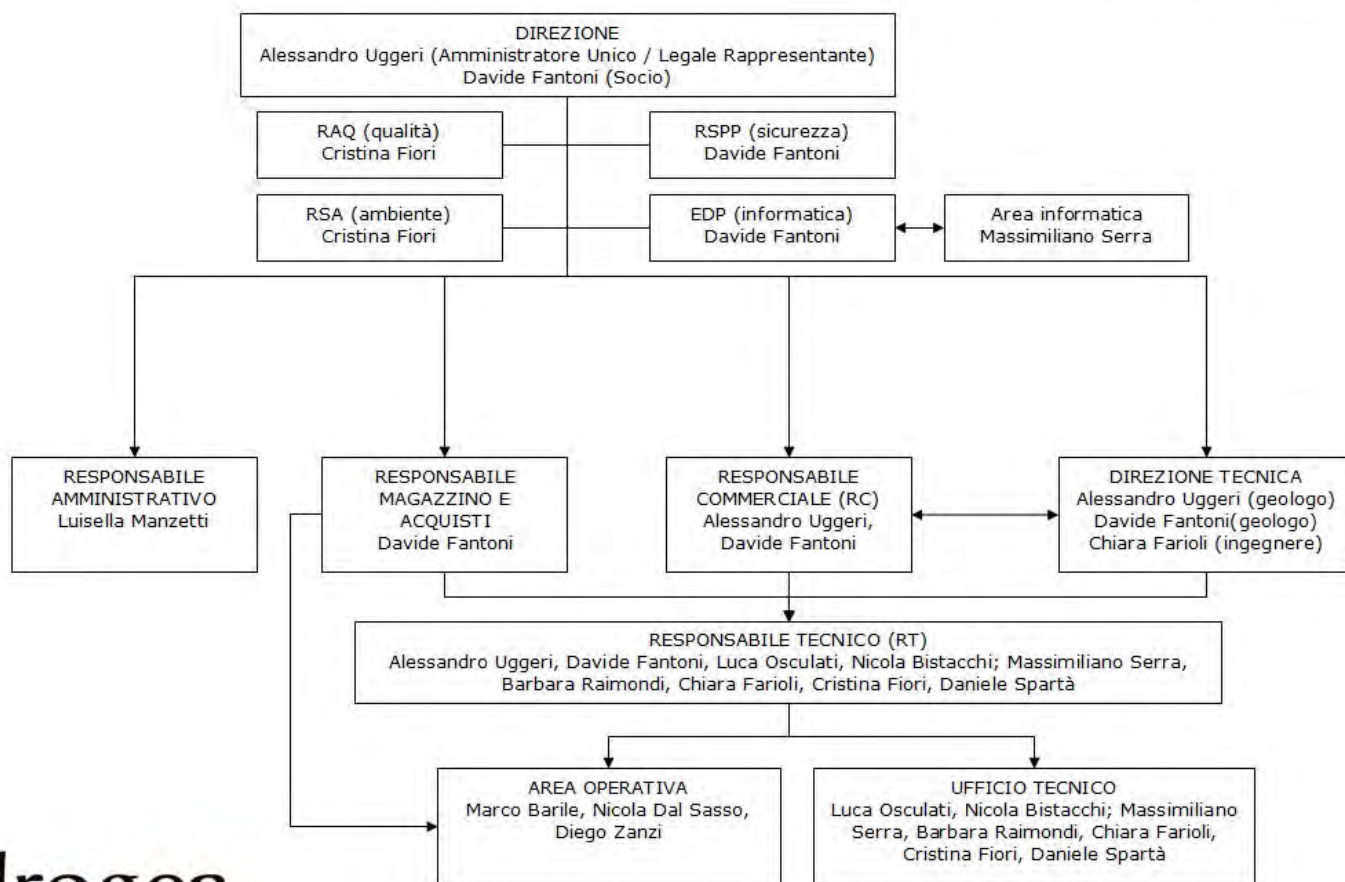 DIREZIONE
Alessandro Uggeri (Amministratore Unico / Legale Rappresentante)
Davide Fantoni (Socio)
RAQ (qualità)
Cristina Fiori
RSPP (sicurezza)
Davide Fantoni
RSA (ambiente)
Cristina Fiori
EDP (informatica)
Davide Fantoni
Area informatica
Massimiliano Serra
RESPONSABILE
AMMINISTRATIVO
Luisella Manzetti
RESPONSABILE
MAGAZZINO E
ACQUISTI
Davide Fantoni
RESPONSABILE
COMMERCIALE (RC)
Alessandro Uggeri,
Davide Fantoni
DIREZIONE TECNICA
Alessandro Uggeri (geologo)
Davide Fantoni(geologo)
Chiara Farioli (ingegnere)
RESPONSABILE TECNICO (RT)
Alessandro Uggeri, Davide Fantoni, Luca Osculati, Nicola Bistacchi; Massimiliano Serra,
Barbara Raimondi, Chiara Farioli, Cristina Fiori, Daniele Spartà
AREA OPERATIVA
Marco Barile, Nicola Dal Sasso,
Diego Zanzi
UFFICIO TECNICO
Luca Osculati, Nicola Bistacchi; Massimiliano
Serra, Barbara Raimondi, Chiara Farioli,
Cristina Fiori, Daniele Spartà